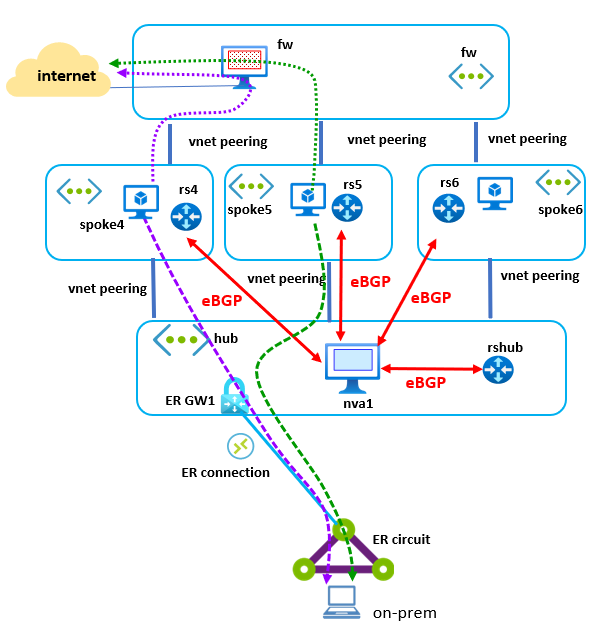 fw
internet
fw
vnet peering
vnet peering
vnet peering
rs4
rs5
rs6
spoke4
spoke5
spoke6
vnet peering
vnet peering
vnet peering
eBGP
eBGP
eBGP
hub
rshub
ER GW1
nva1
eBGP
ER connection
ER circuit
on-prem